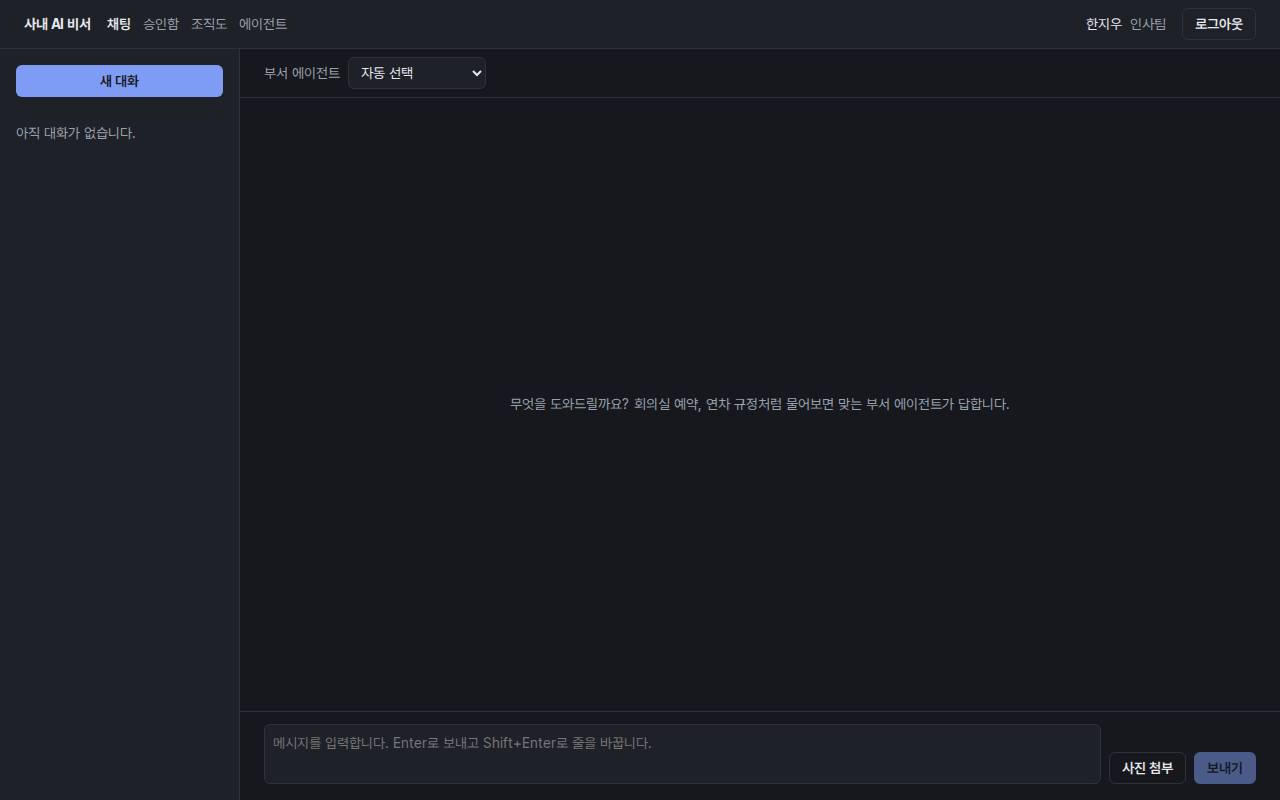 사내 AI 비서 채팅 승인함 조직도 에이전트 한지우 인사팀 로그아웃
새 대화
아직 대화가 없습니다.
부서 에이전트 자동 선택
무엇을 도와드릴까요? 회의실 예약, 연차 규정처럼 물어보면 맞는 부서 에이전트가 답합니다.
메시지를 입력합니다. Enter로 보내고 Shift+Enter로 줄을 바꿉니다.
사진 첨부 보내기